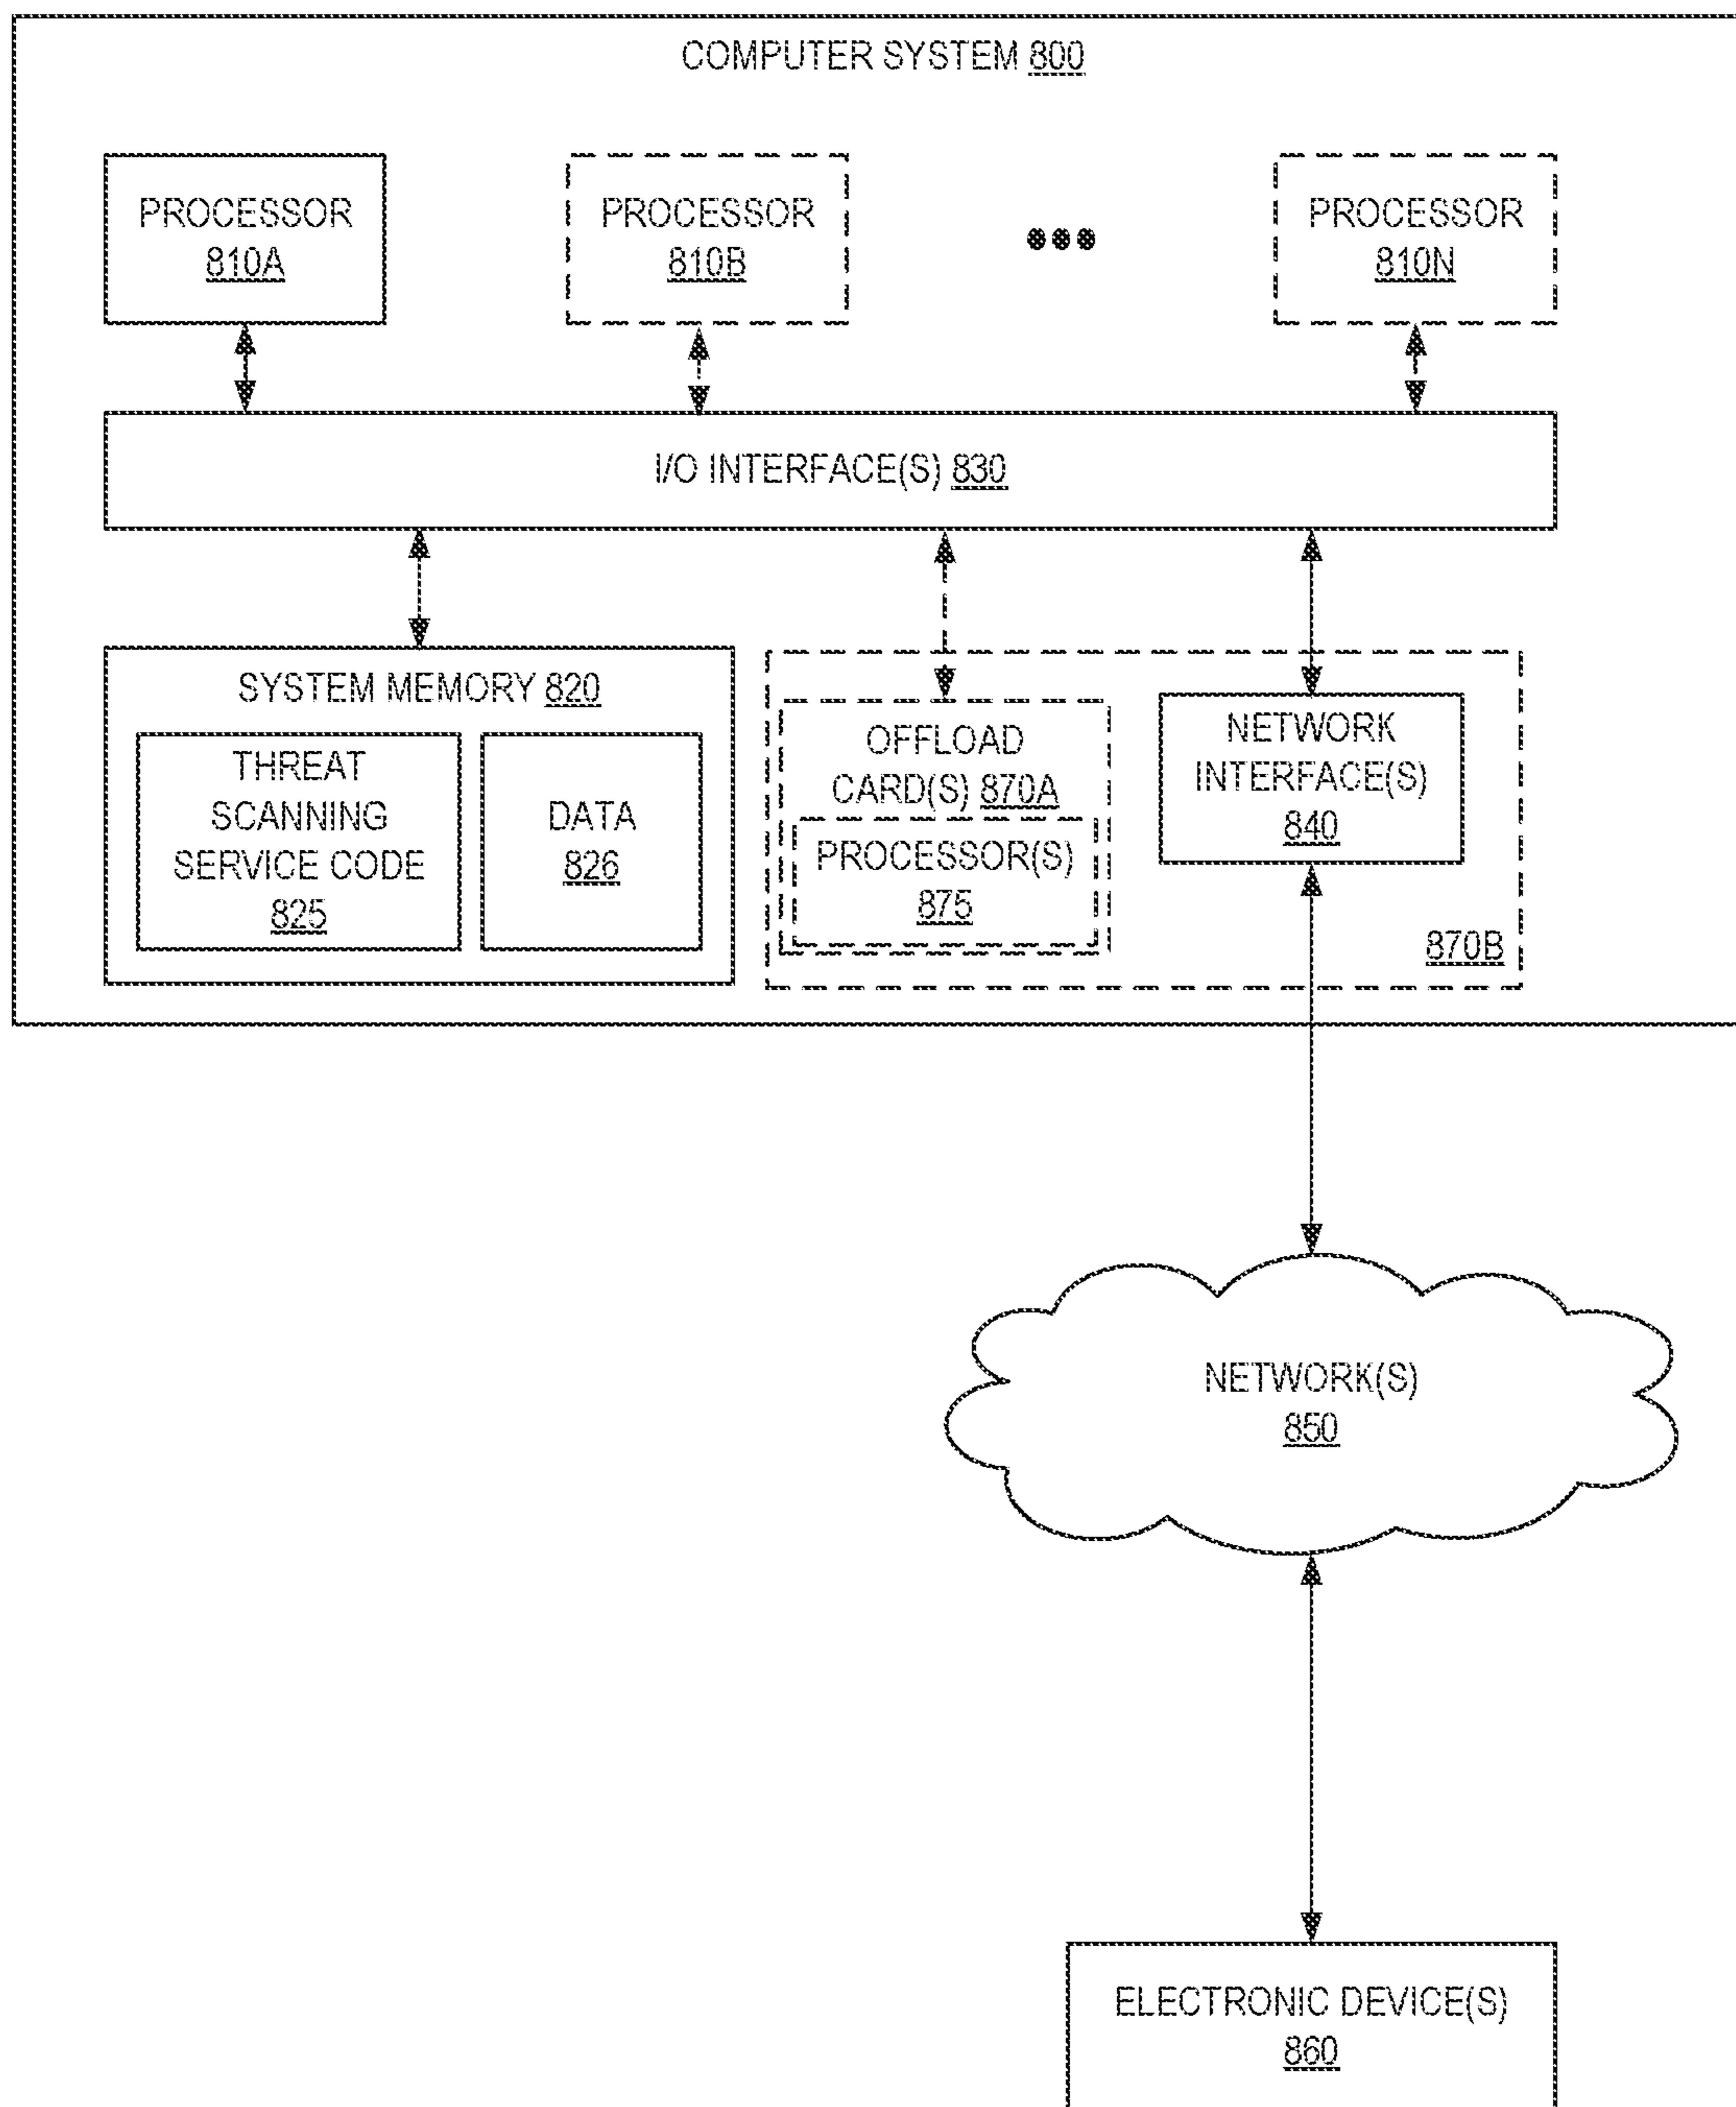 COMPUTER SYSTEM 800
PROCESSOR
810A
PROCESSOR
810B
PROCESSOR
810N
I/O INTERFACE(S) 830
SYSTEM MEMORY 820
THREAT
SCANNING
SERVICE CODE
825
DATA
826
OFFLOAD
CARD(S) 870A
PROCESSOR(S)
875
NETWORK
INTERFACE(S)
840
870B
NETWORK(S)
850
ELECTRONIC DEVICE(S)
860